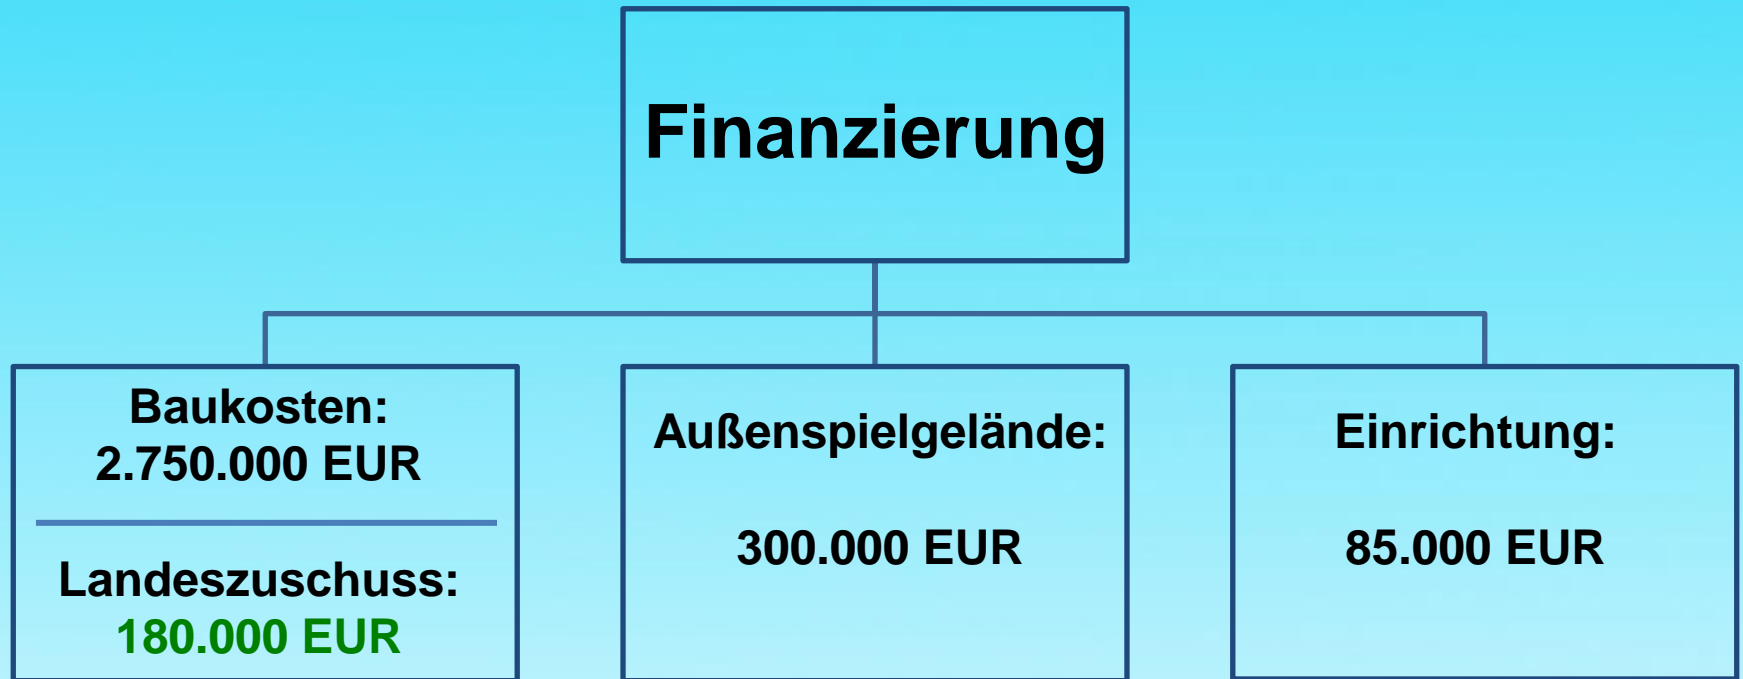 Finanzierung
Baukosten:
2.750.000 EUR
Landeszuschuss:
180.000 EUR
Außenspielgelände:
300.000 EUR
Einrichtung:
85.000 EUR